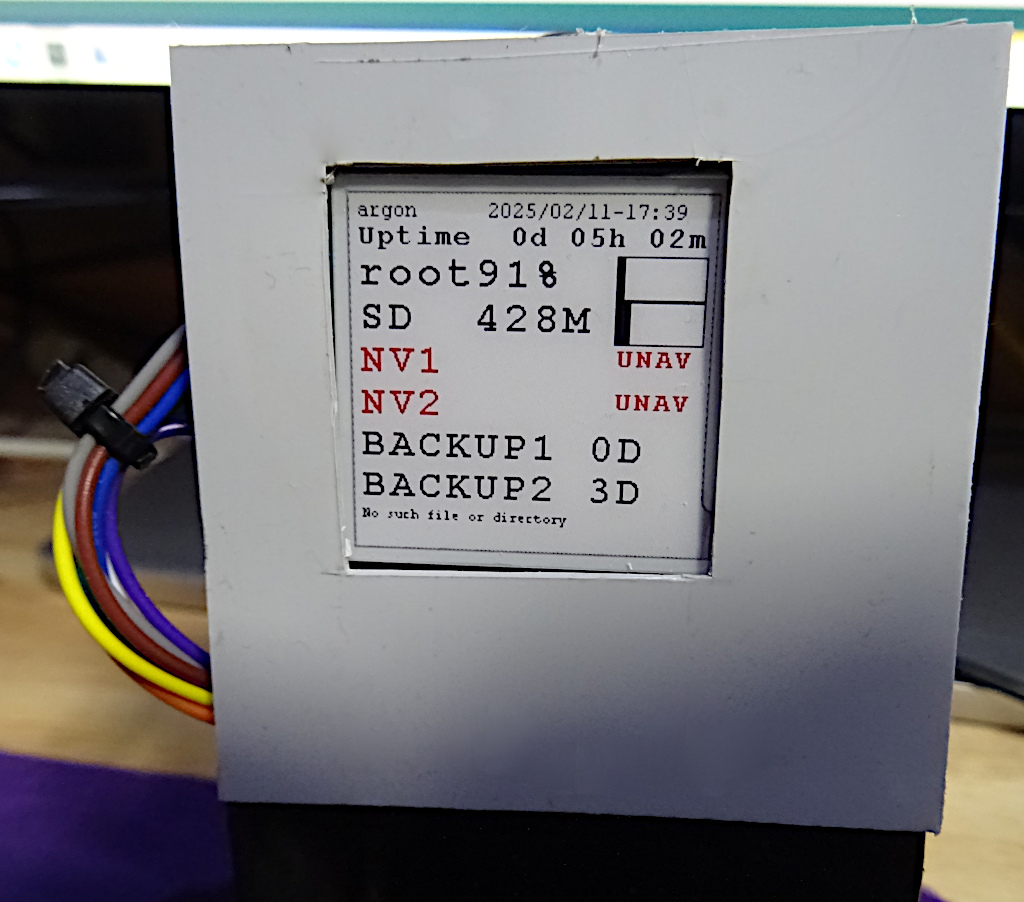 argon 2025/02/11-17:39
Uptime 0d 05h 02m
root91%
SD 428M
NV1 UNAV
NV2 UNAV
BACKUP1 0D
BACKUP2 3D
No such file or directory